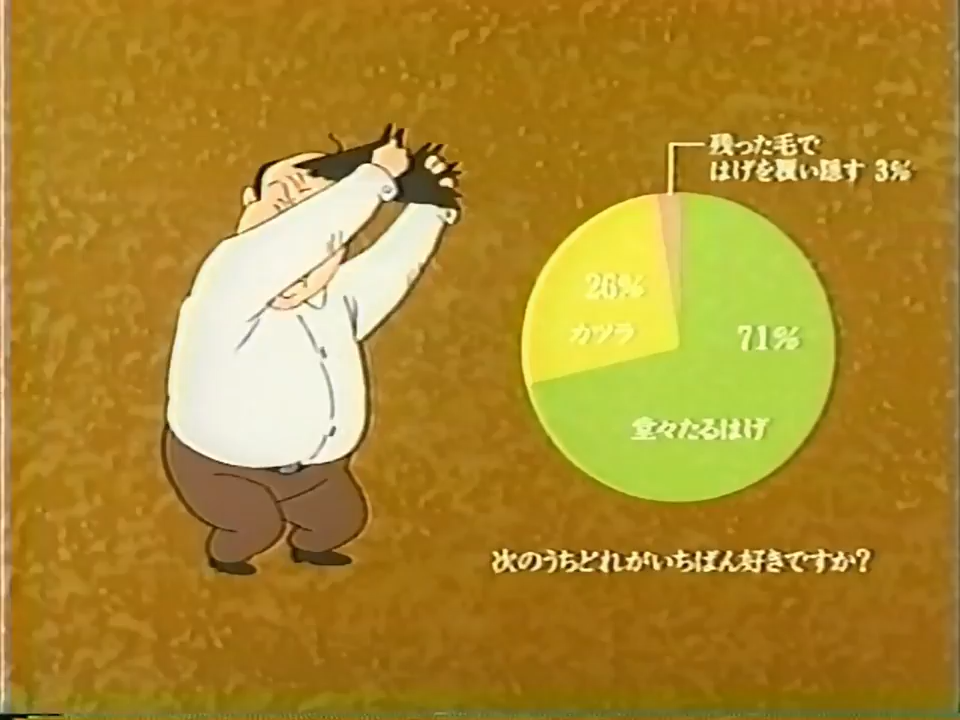 残った毛で
はげを覆い隠す 3%
26%
カツラ
71%
堂々たるはげ
次のうちどれがいちばん好きですか?